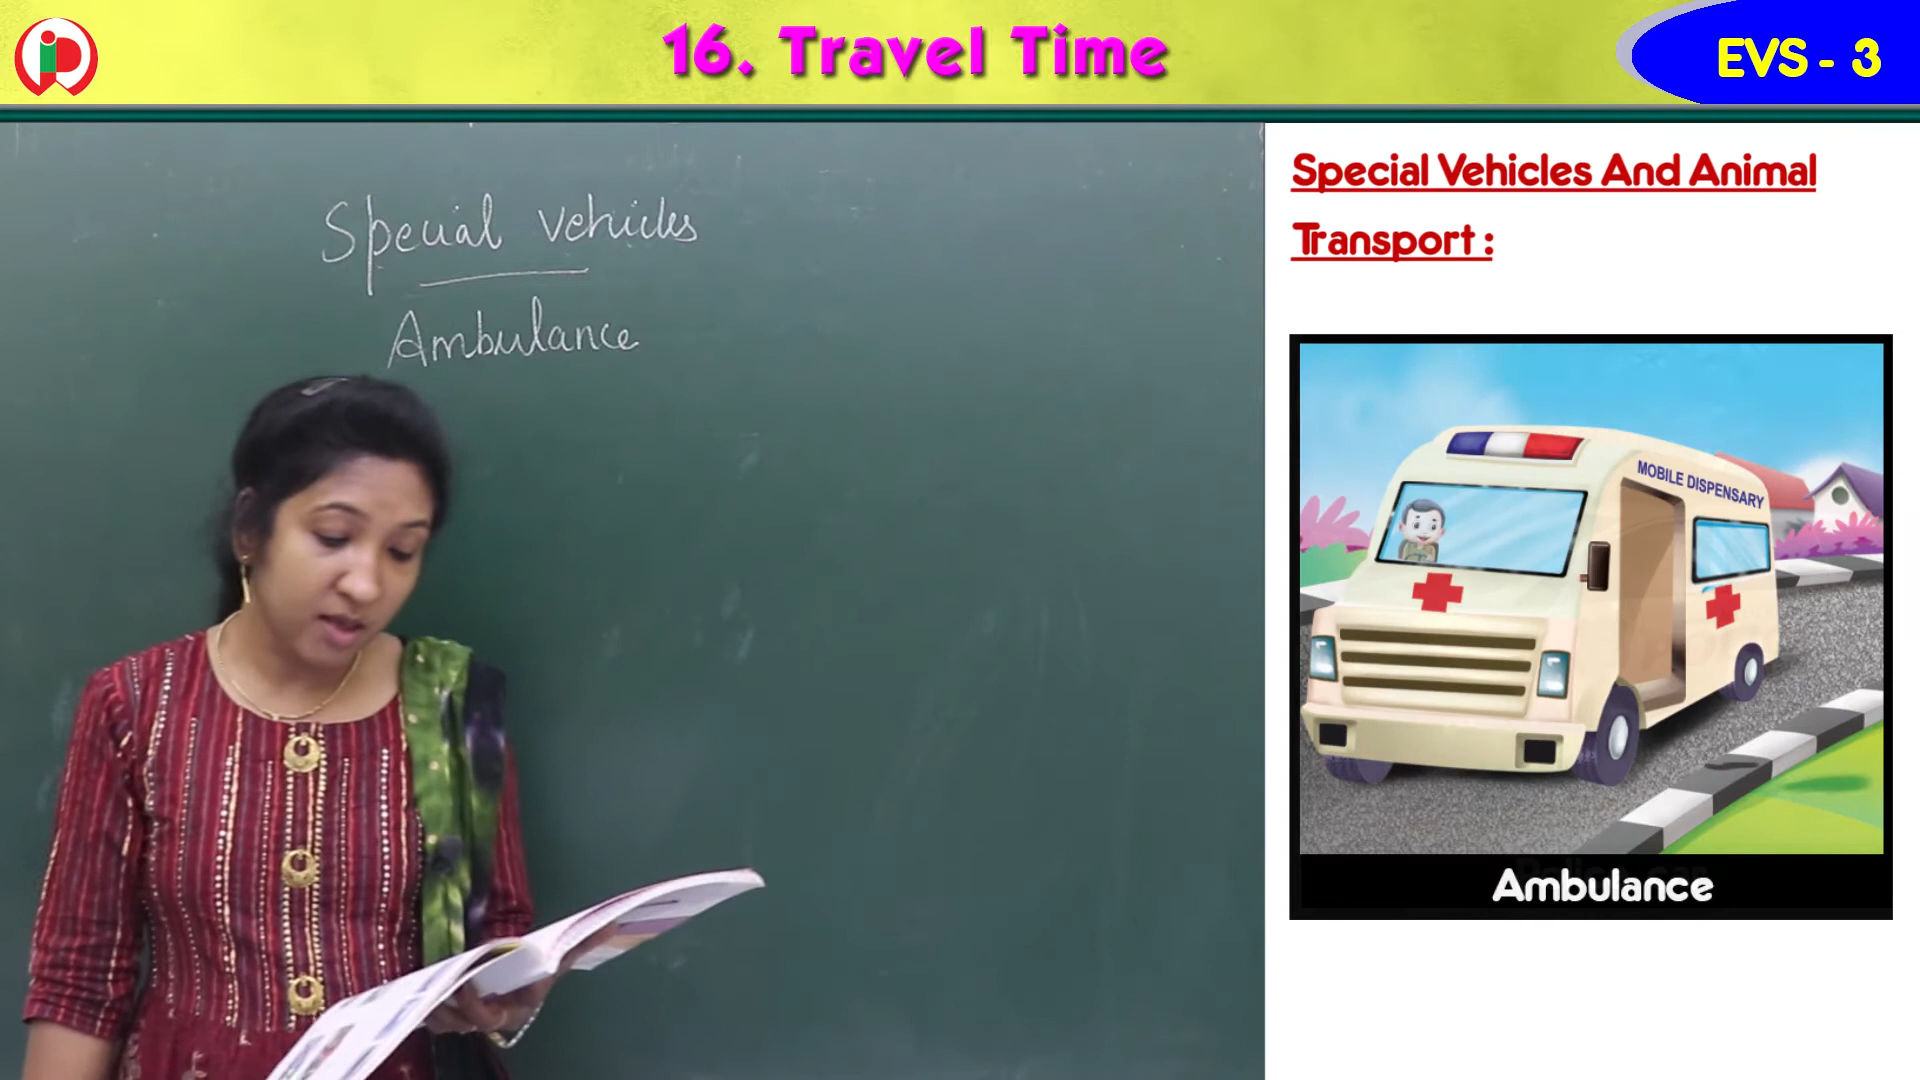 16. Travel Time
EVS - 3
Special vehicles
Ambulance
Special Vehicles And Animal
Transport :
MOBILE DISPENSARY
Ambulance